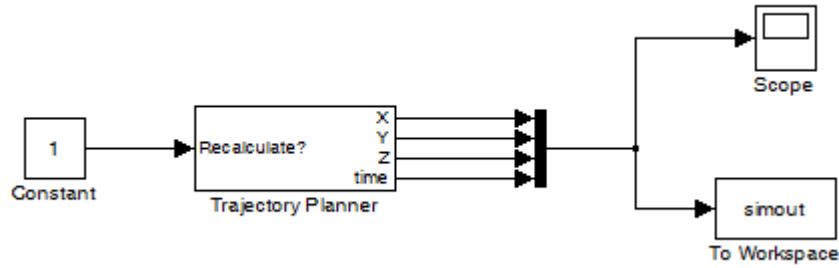 1
Constant
Recalculate?
X
Y
Z
time
Trajectory Planner
Scope
simout
To Workspace